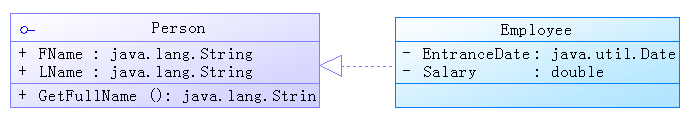 Person
+ FName : java.lang.String
+ LName : java.lang.String
+ GetFullName (): java.lang.Strin
Employee
- EntranceDate: java.util.Date
- Salary : double